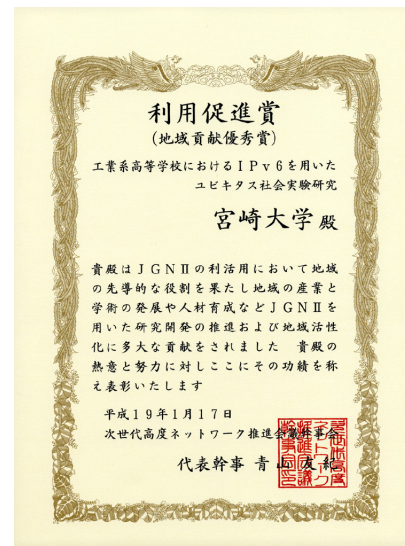 利用促進賞
(地域貢献優秀賞)
工業系高等学校におけるIPv6を用いた
ユビキタス社会実験研究
宮崎大学 殿
貴殿はJGNⅡの利活用において地域
の先導的な役割を果たし地域の産業と
学術の発展や人材育成などJGNⅡを
用いた研究開発の推進および地域活性
化に多大な貢献をされました 貴殿の
熱意と努力に対しここにその功績を称
え表彰いたします
平成19年1月17日
次世代高度ネットワーク推進会議幹事会
代表幹事 青山友紀